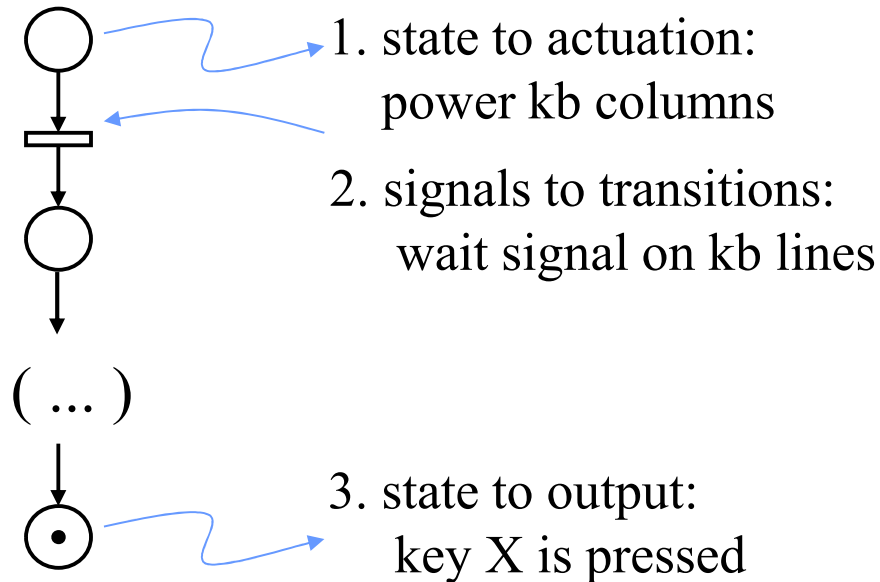 1. state to actuation:
power kb columns
2. signals to transitions:
wait signal on kb lines
( ... )
3. state to output:
key X is pressed